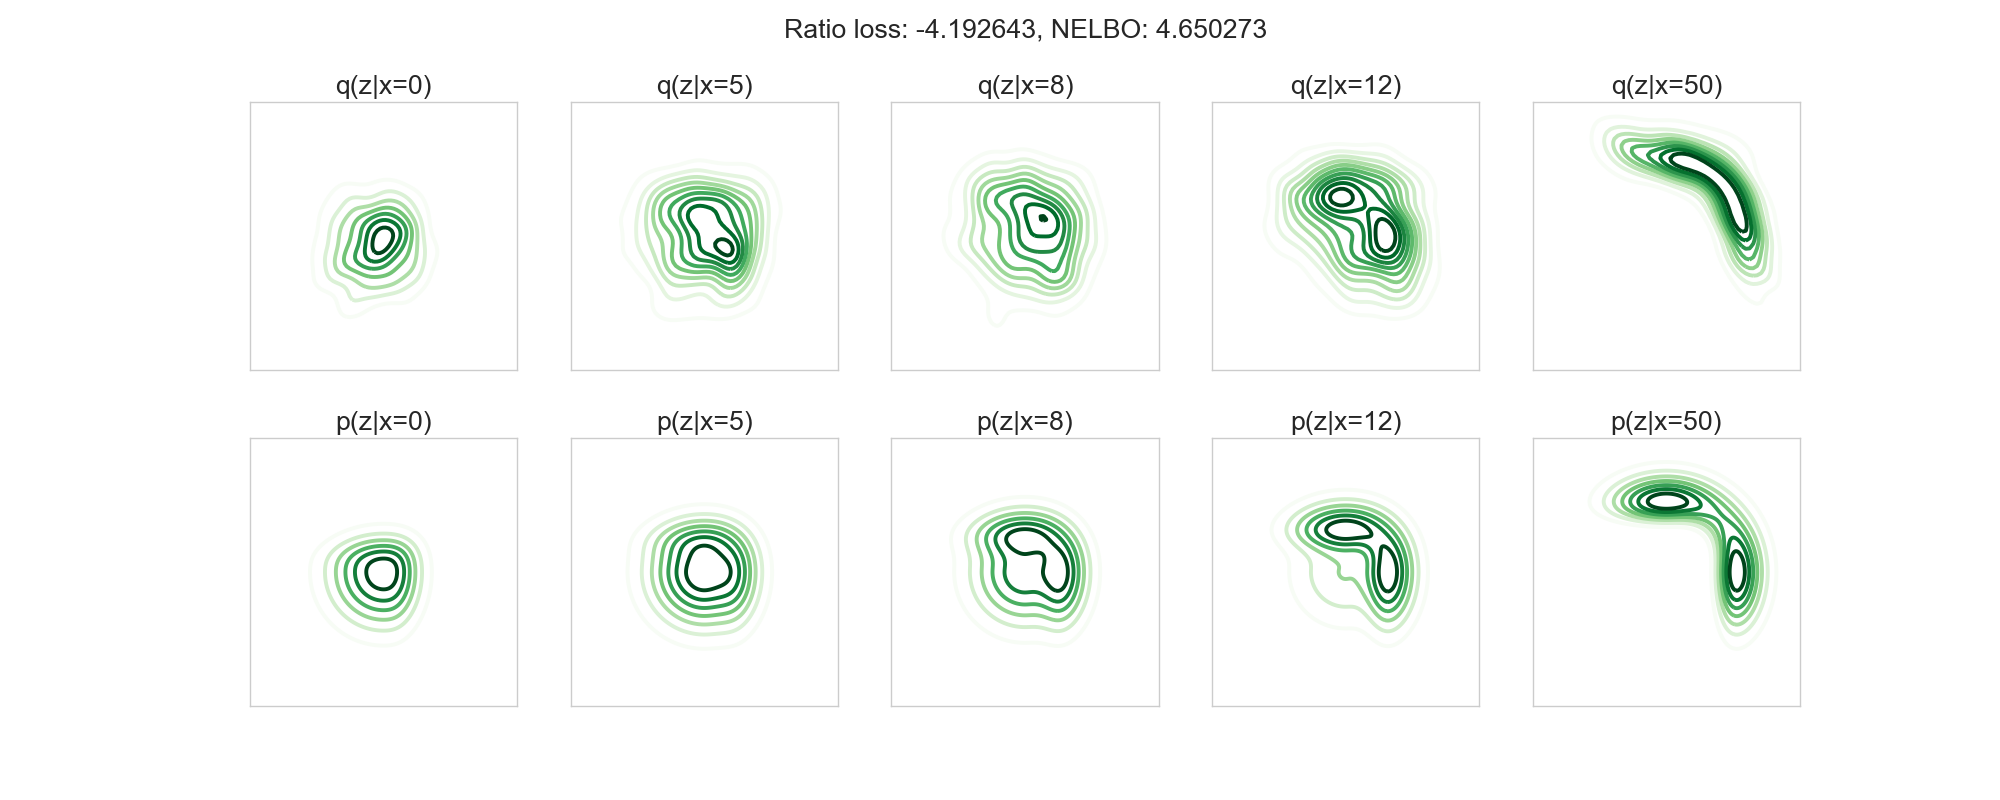 Ratio loss: -4.192643, NELBO: 4.650273
q(z|x=0) q(z|x=5) q(z|x=8) q(z|x=12) q(z|x=50)
p(z|x=0) p(z|x=5) p(z|x=8) p(z|x=12) p(z|x=50)